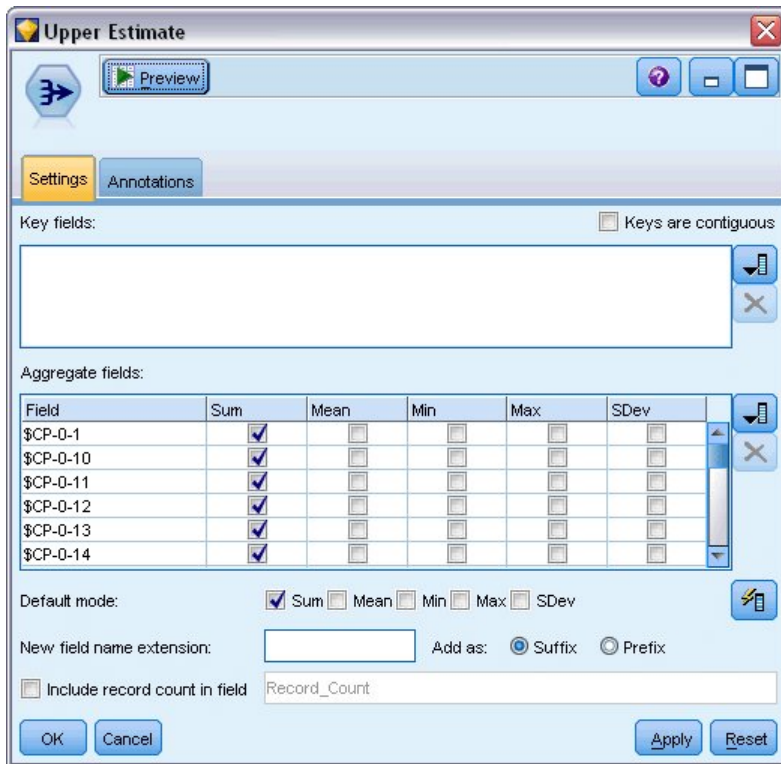 Upper Estimate
Preview
Settings Annotations
Key fields: Keys are contiguous
Aggregate fields:
Field Sum Mean Min Max SDev
$CP-0-1
$CP-0-10
$CP-0-11
$CP-0-12
$CP-0-13
$CP-0-14
Default mode: Sum Mean Min Max SDev
New field name extension: Add as: Suffix Prefix
Include record count in field Record_Count
OK Cancel Apply Reset